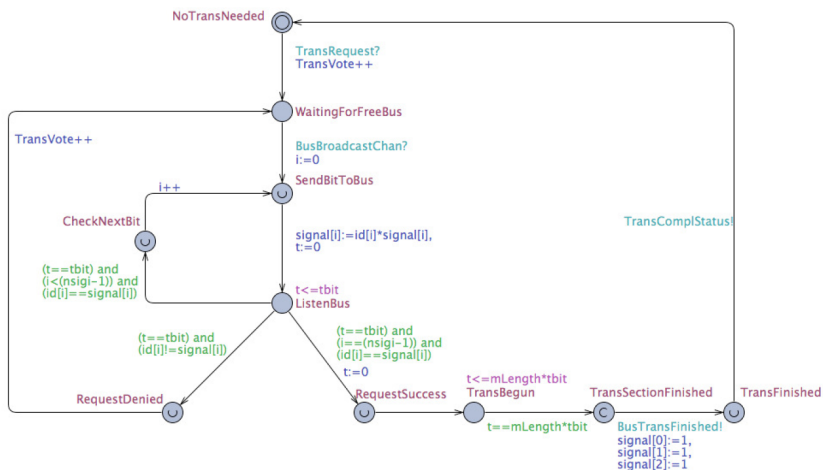 NoTransNeeded
TransRequest?
TransVote++
WaitingForFreeBus
TransVote++
BusBroadcastChan?
i:=0
SendBitToBus
i++
CheckNextBit
signal[i]:=id[i]*signal[i],
t:=0
TransComplStatus!
(t==tbit) and
(i<(nsigi-1)) and
(id[i]==signal[i])
t<=tbit
ListenBus
(t==tbit) and
(id[i]!=signal[i])
(t==tbit) and
(i==(nsigi-1)) and
(id[i]==signal[i])
t:=0
RequestDenied
RequestSuccess
t<=mLength*tbit
TransBegun
t==mLength*tbit
TransSectionFinished
C
BusTransFinished!
signal[0]:=1,
signal[1]:=1,
signal[2]:=1
TransFinished